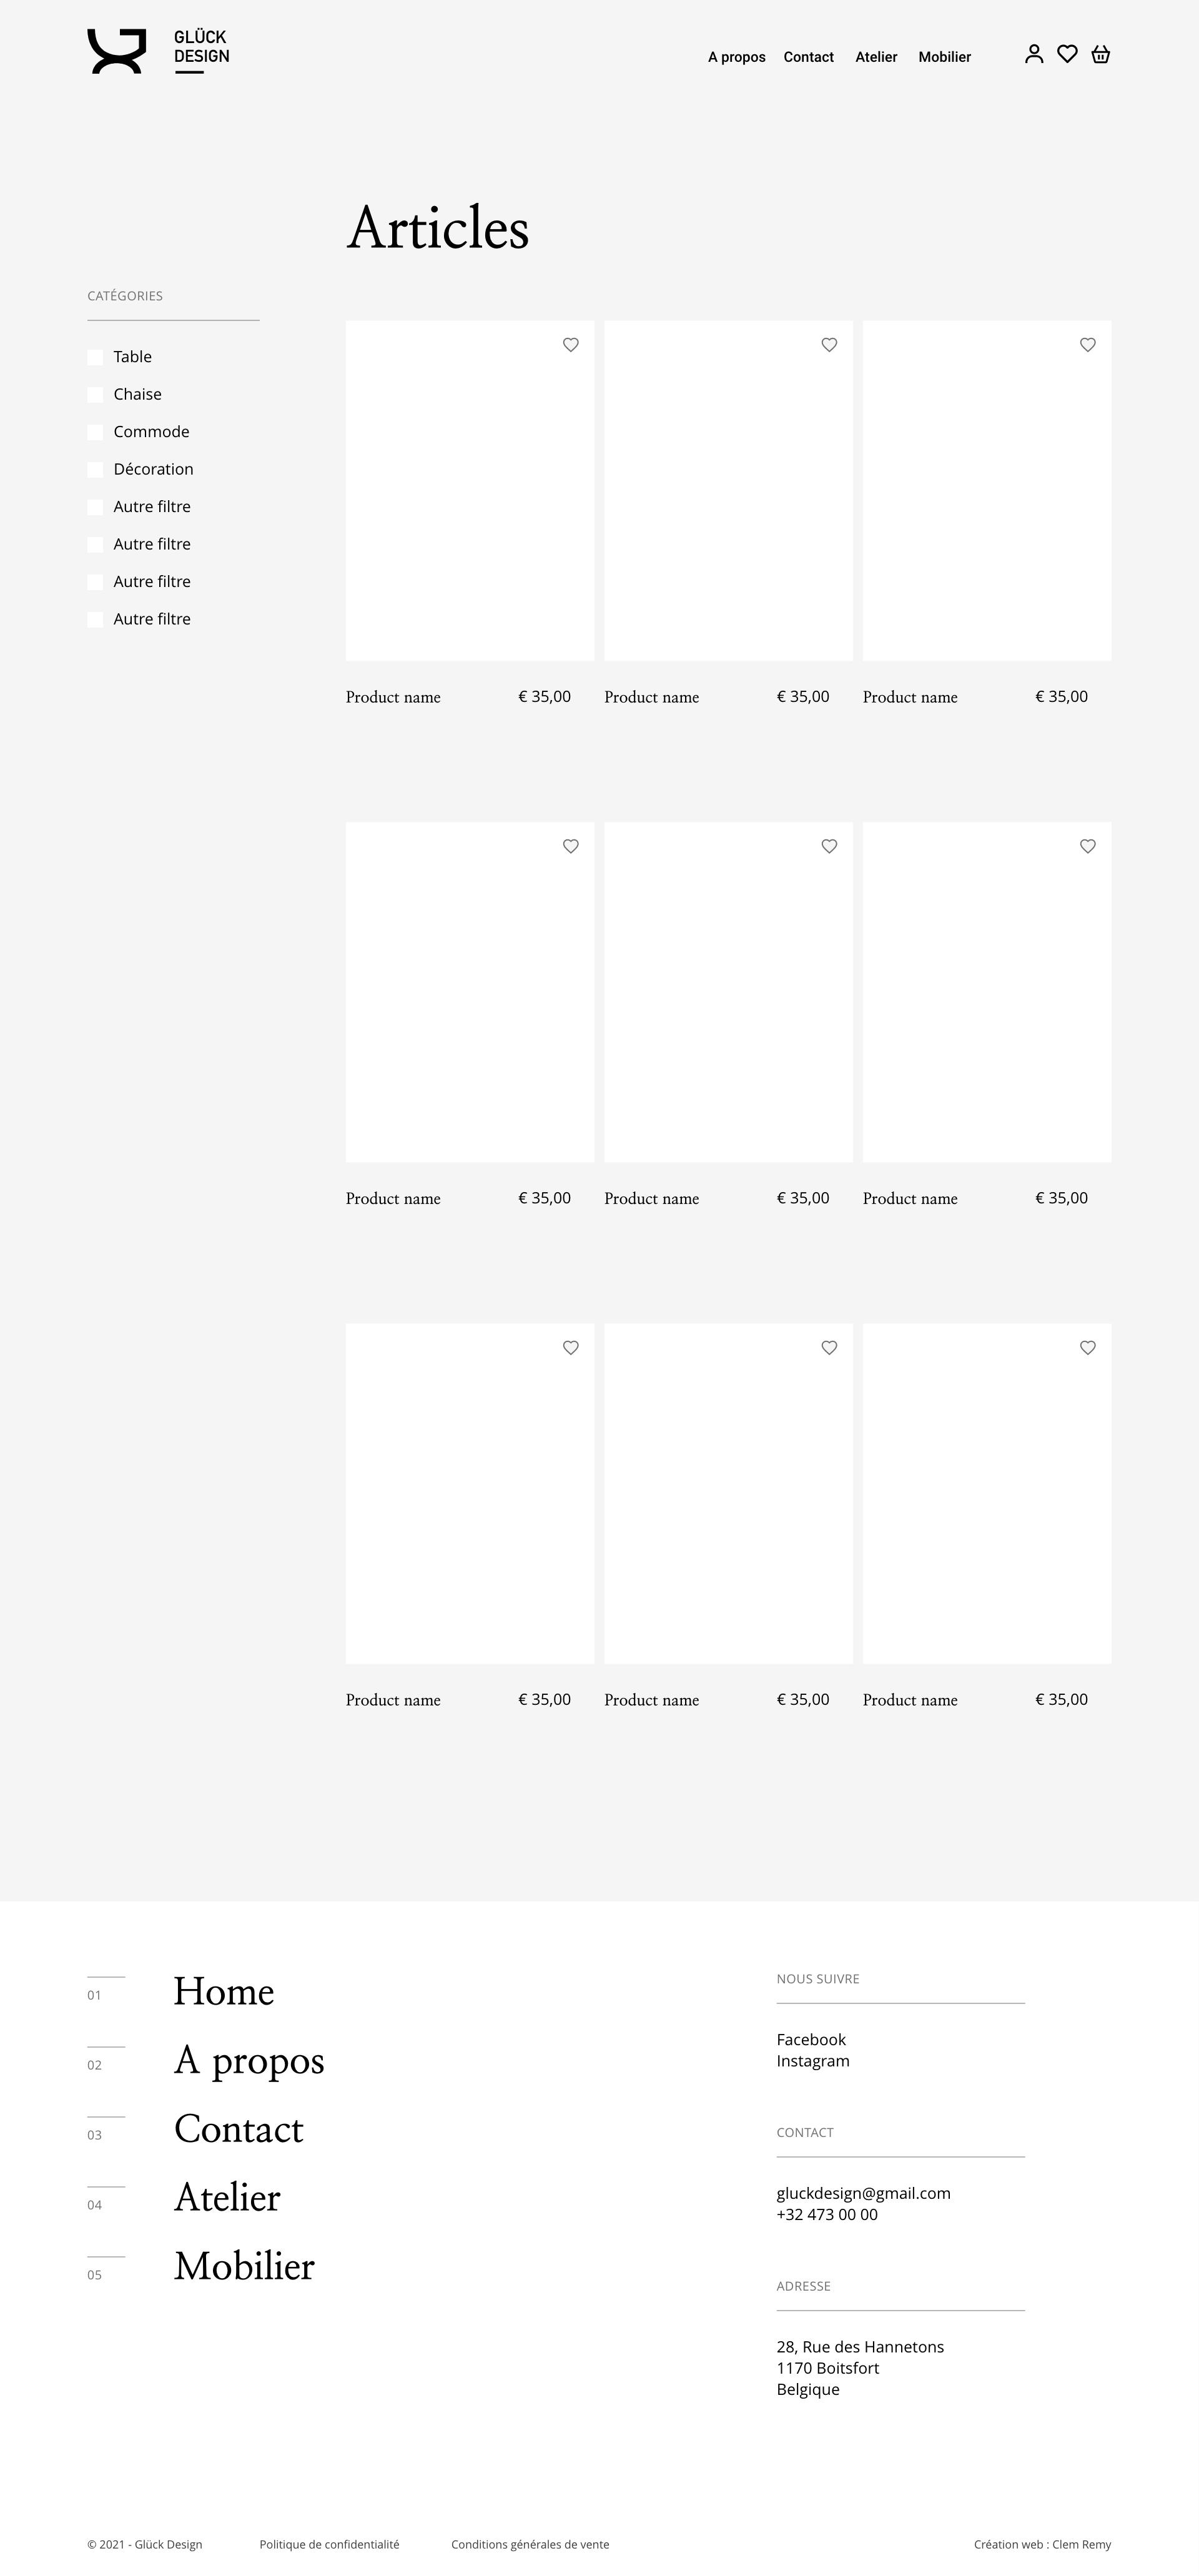 GLÜCK
DESIGN
A propos Contact Atelier Mobilier
Articles
CATÉGORIES
Table
Chaise
Commode
Décoration
Autre filtre
Autre filtre
Autre filtre
Autre filtre
Product name € 35,00 Product name € 35,00 Product name € 35,00
Product name € 35,00 Product name € 35,00 Product name € 35,00
Product name € 35,00 Product name € 35,00 Product name € 35,00
01 Home
02 A propos
03 Contact
04 Atelier
05 Mobilier
NOUS SUIVRE
Facebook
Instagram
CONTACT
gluckdesign@gmail.com
+32 473 00 00
ADRESSE
28, Rue des Hannetons
1170 Boitsfort
Belgique
© 2021 - Glück Design Politique de confidentialité Conditions générales de vente Création web : Clem Remy